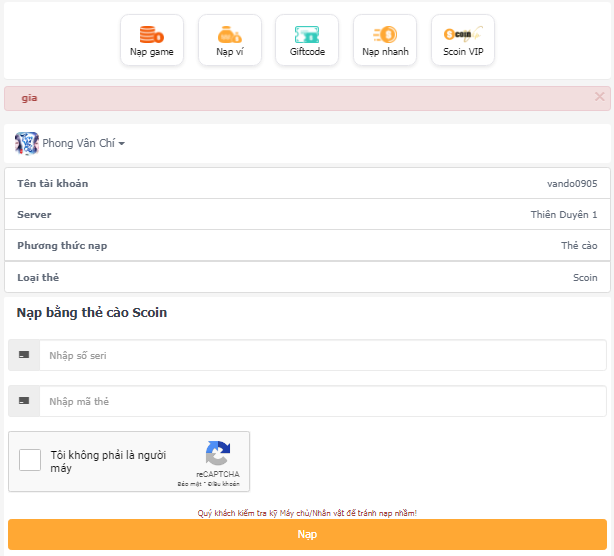 Nạp game
Nạp ví
Giftcode
Nạp nhanh
Scoin
Scoin VIP
gia
×
Phong Vân Chí
Tên tài khoản
vando0905
Server
Thiên Duyên 1
Phương thức nạp
Thẻ cào
Loại thẻ
Scoin
Nạp bằng thẻ cào Scoin
Nhập số seri
Nhập mã thẻ
Tôi không phải là người
máy
reCAPTCHA
Bảo mật - Điều khoản
Quý khách kiểm tra kỹ Máy chủ/Nhân vật để tránh nạp nhầm!
Nạp